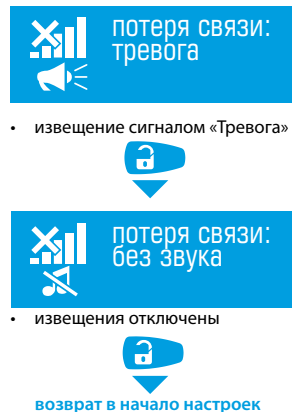 потеря связи:
тревога
• извещение сигналом «Тревога»
потеря связи:
без звука
• извещения отключены
возврат в начало настроек